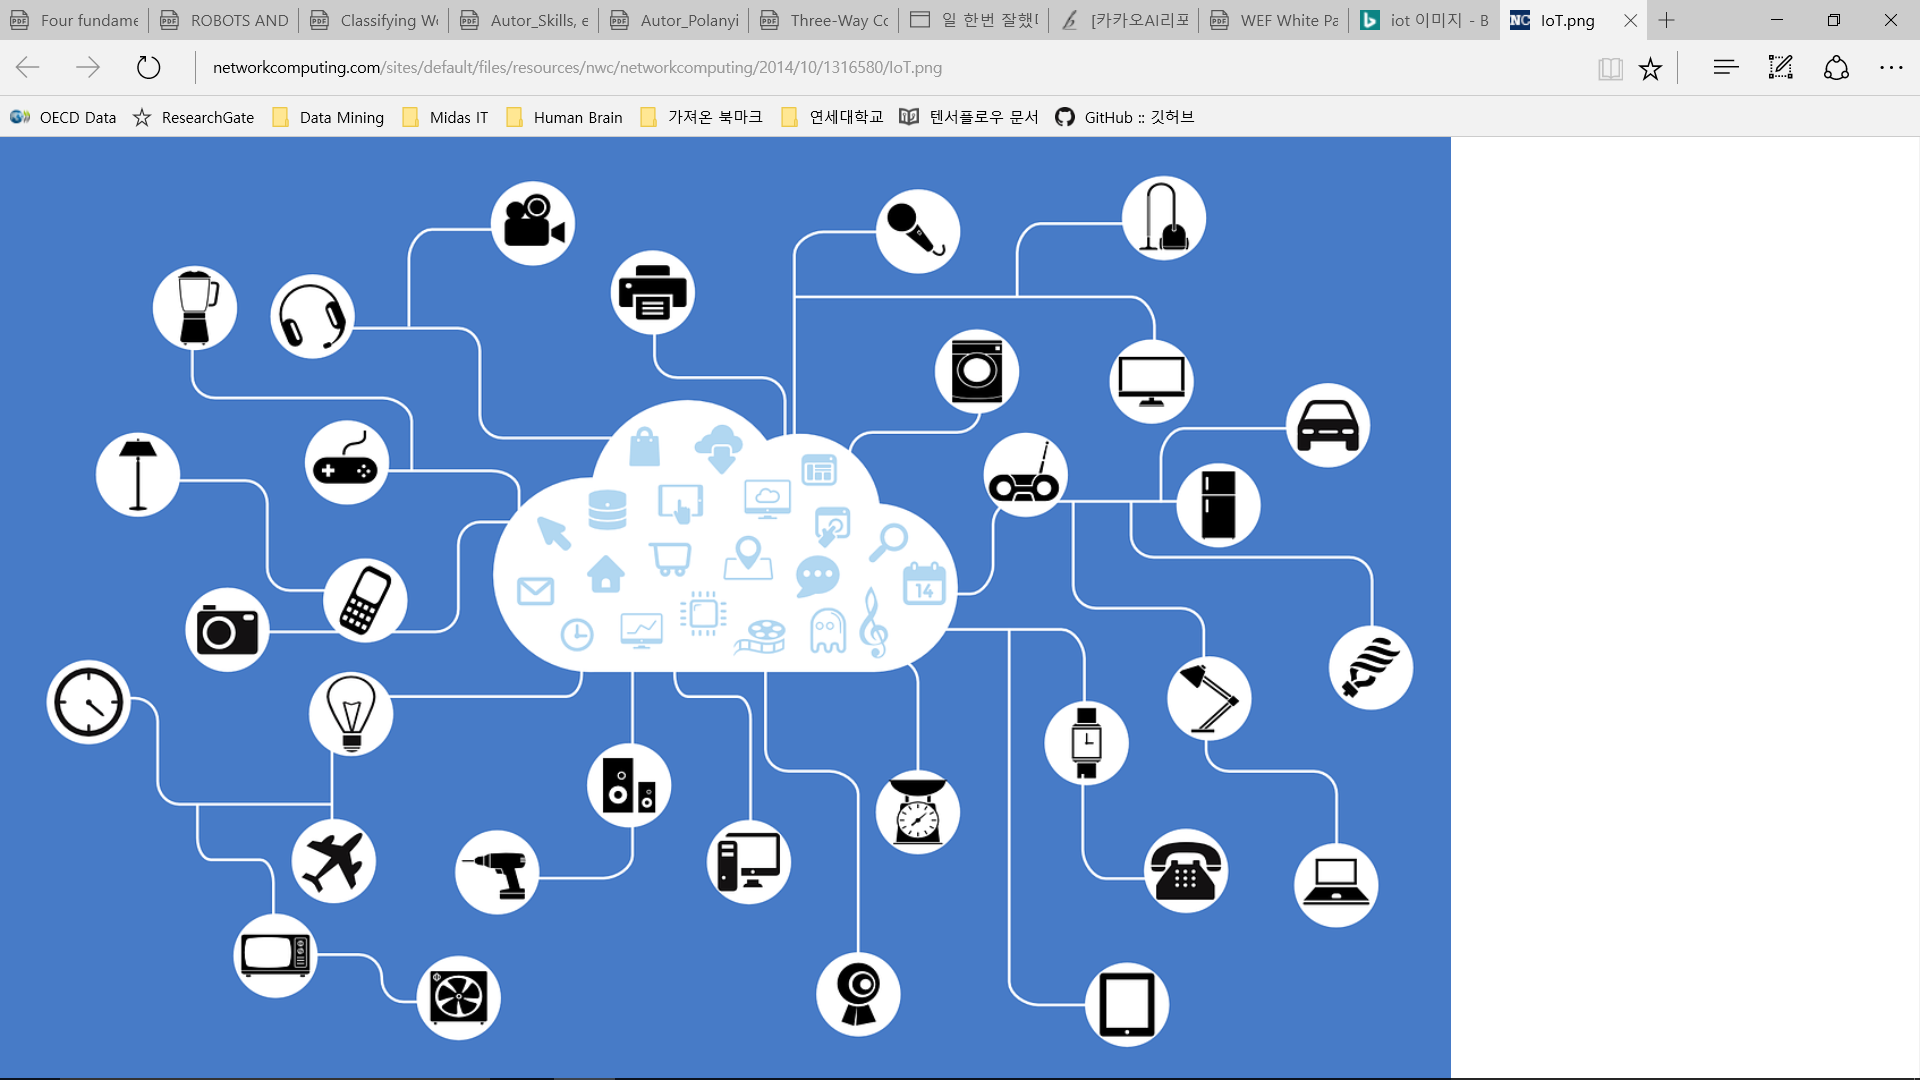 Four fundame
ROBOTS AND
Classifying Wo
Autor_Skills, e
Autor_Polanyi
Three-Way Co
일 한번 잘했
[카카오AI리포
WEF White Pa
iot 이미지 - B
NC IoT.png
networkcomputing.com/sites/default/files/resources/nwc/networkcomputing/2014/10/1316580/IoT.png
OECD Data
ResearchGate
Data Mining
Midas IT
Human Brain
가져온 북마크
연세대학교
텐서플로우 문서
GitHub :: 깃허브
14